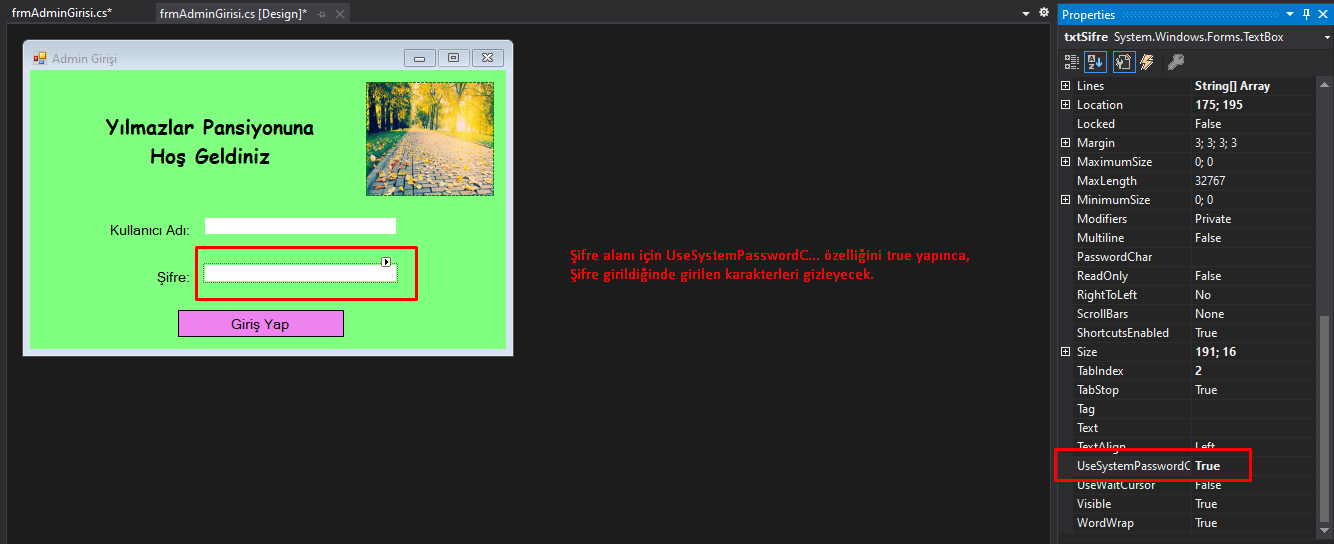 frmAdminGirisi.cs*
frmAdminGirisi.cs [Design]*
Admin Girişi
Yılmazlar Pansiyonuna
Hoş Geldiniz
Kullanıcı Adı:
Şifre:
Giriş Yap
Şifre alanı için UseSystemPasswordC... özelliğini true yapınca,
Şifre girildiğinde girilen karakterleri gizleyecek.
Properties
txtSifre System.Windows.Forms.TextBox
Lines String[] Array
Location 175; 195
Locked False
Margin 3; 3; 3; 3
MaximumSize 0; 0
MaxLength 32767
MinimumSize 0; 0
Modifiers Private
Multiline False
PasswordChar
ReadOnly False
RightToLeft No
ScrollBars None
ShortcutsEnabled True
Size 191; 16
TabIndex 2
TabStop True
Tag
Text
TextAlign Left
UseSystemPasswordC True
UseWaitCursor False
Visible True
WordWrap True